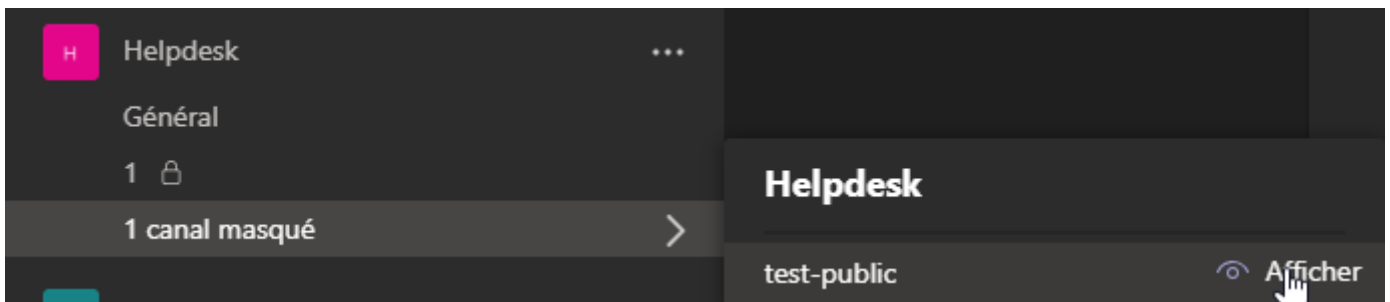 H Helpdesk ...
Général
1
1 canal masqué
Helpdesk
test-public Afficher